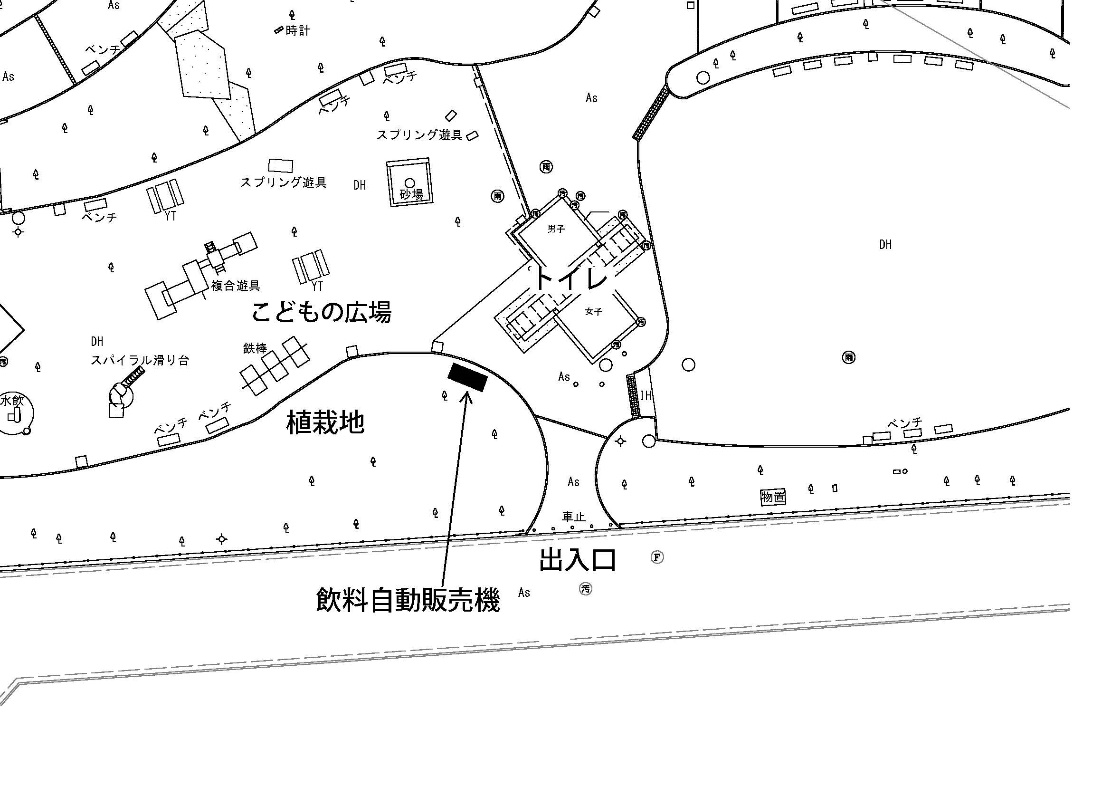 As
時計
ベンチ
As
ベンチ
ベンチ
As
スプリング遊具
雨
スプリング遊具
DH
砂場
雨
ベンチ
YT
男子
DH
トイレ
複合遊具
YT
こどもの広場
女子
DH
鉄棒
スパイラル滑り台
As
水飲
ベンチ
ベンチ
植栽地
ベンチ
As
物置
車止
出入口
F
飲料自動販売機
As
汚